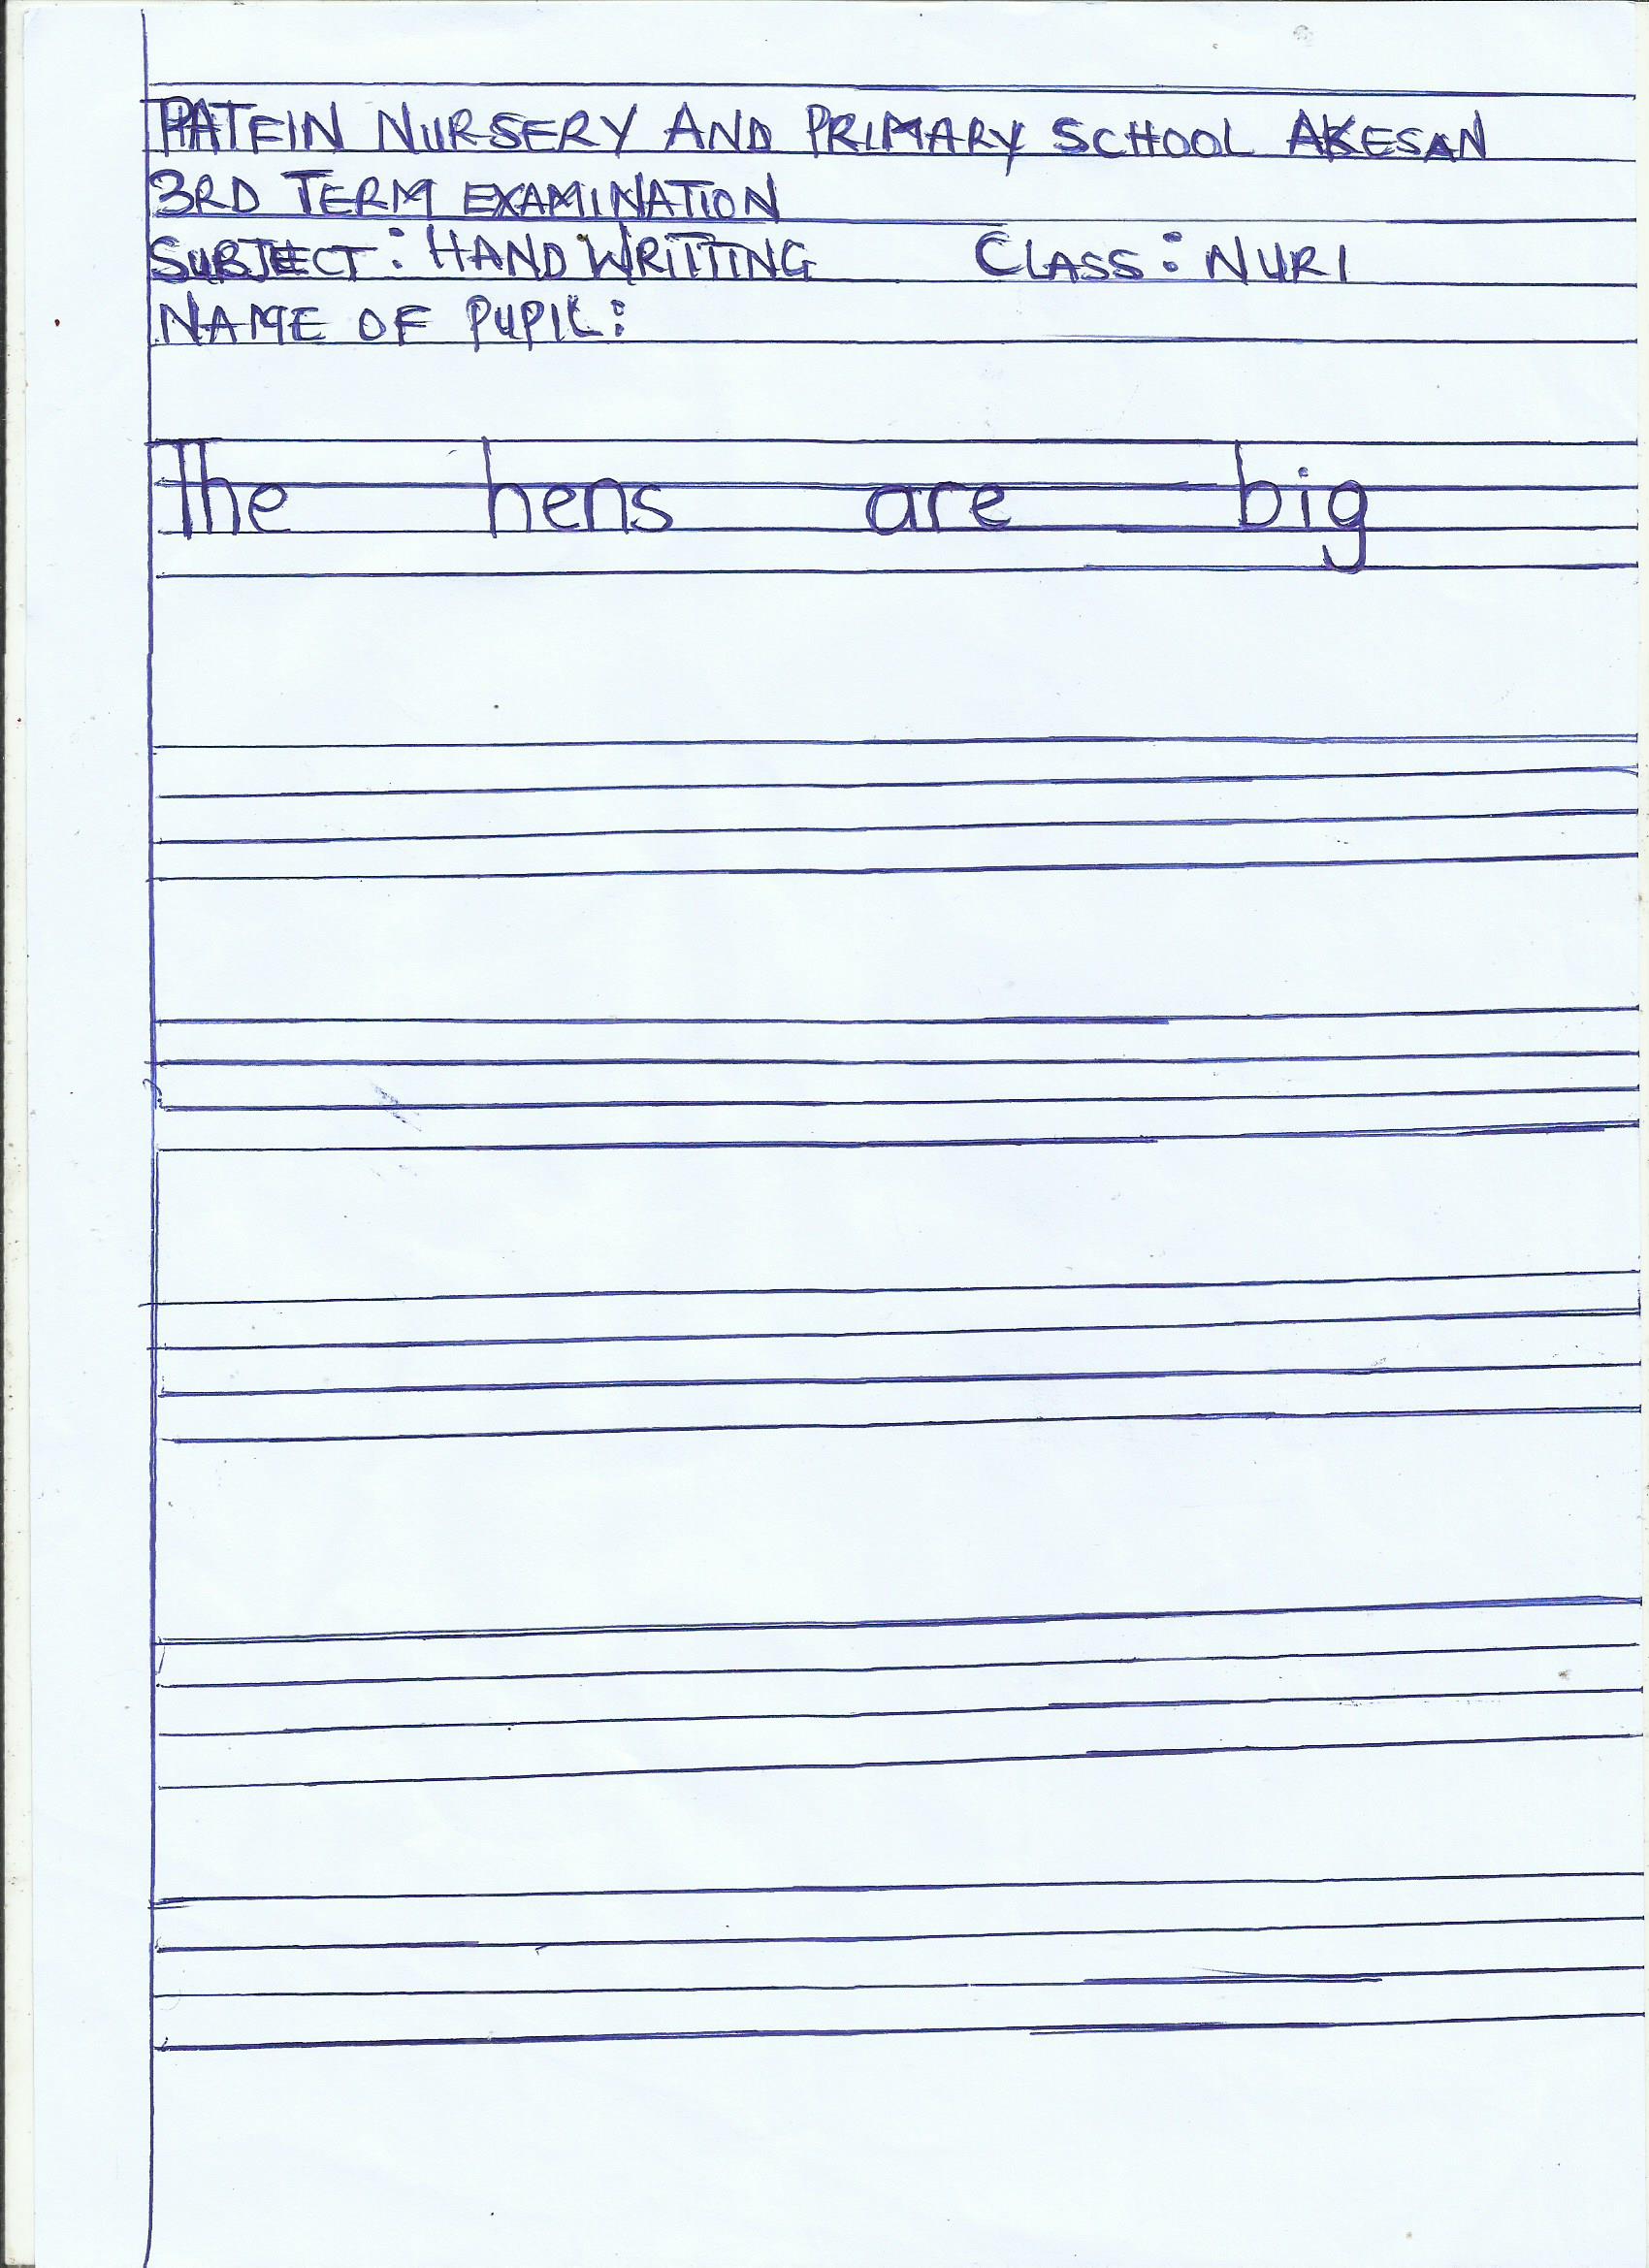 PATFIN NURSERY AND PRIMARY SCHOOL AKESAN
3RD TERM EXAMINATION
SUBJECT: HAND WRITTING CLASS: NUR1
NAME OF PUPIL:
The hens are big